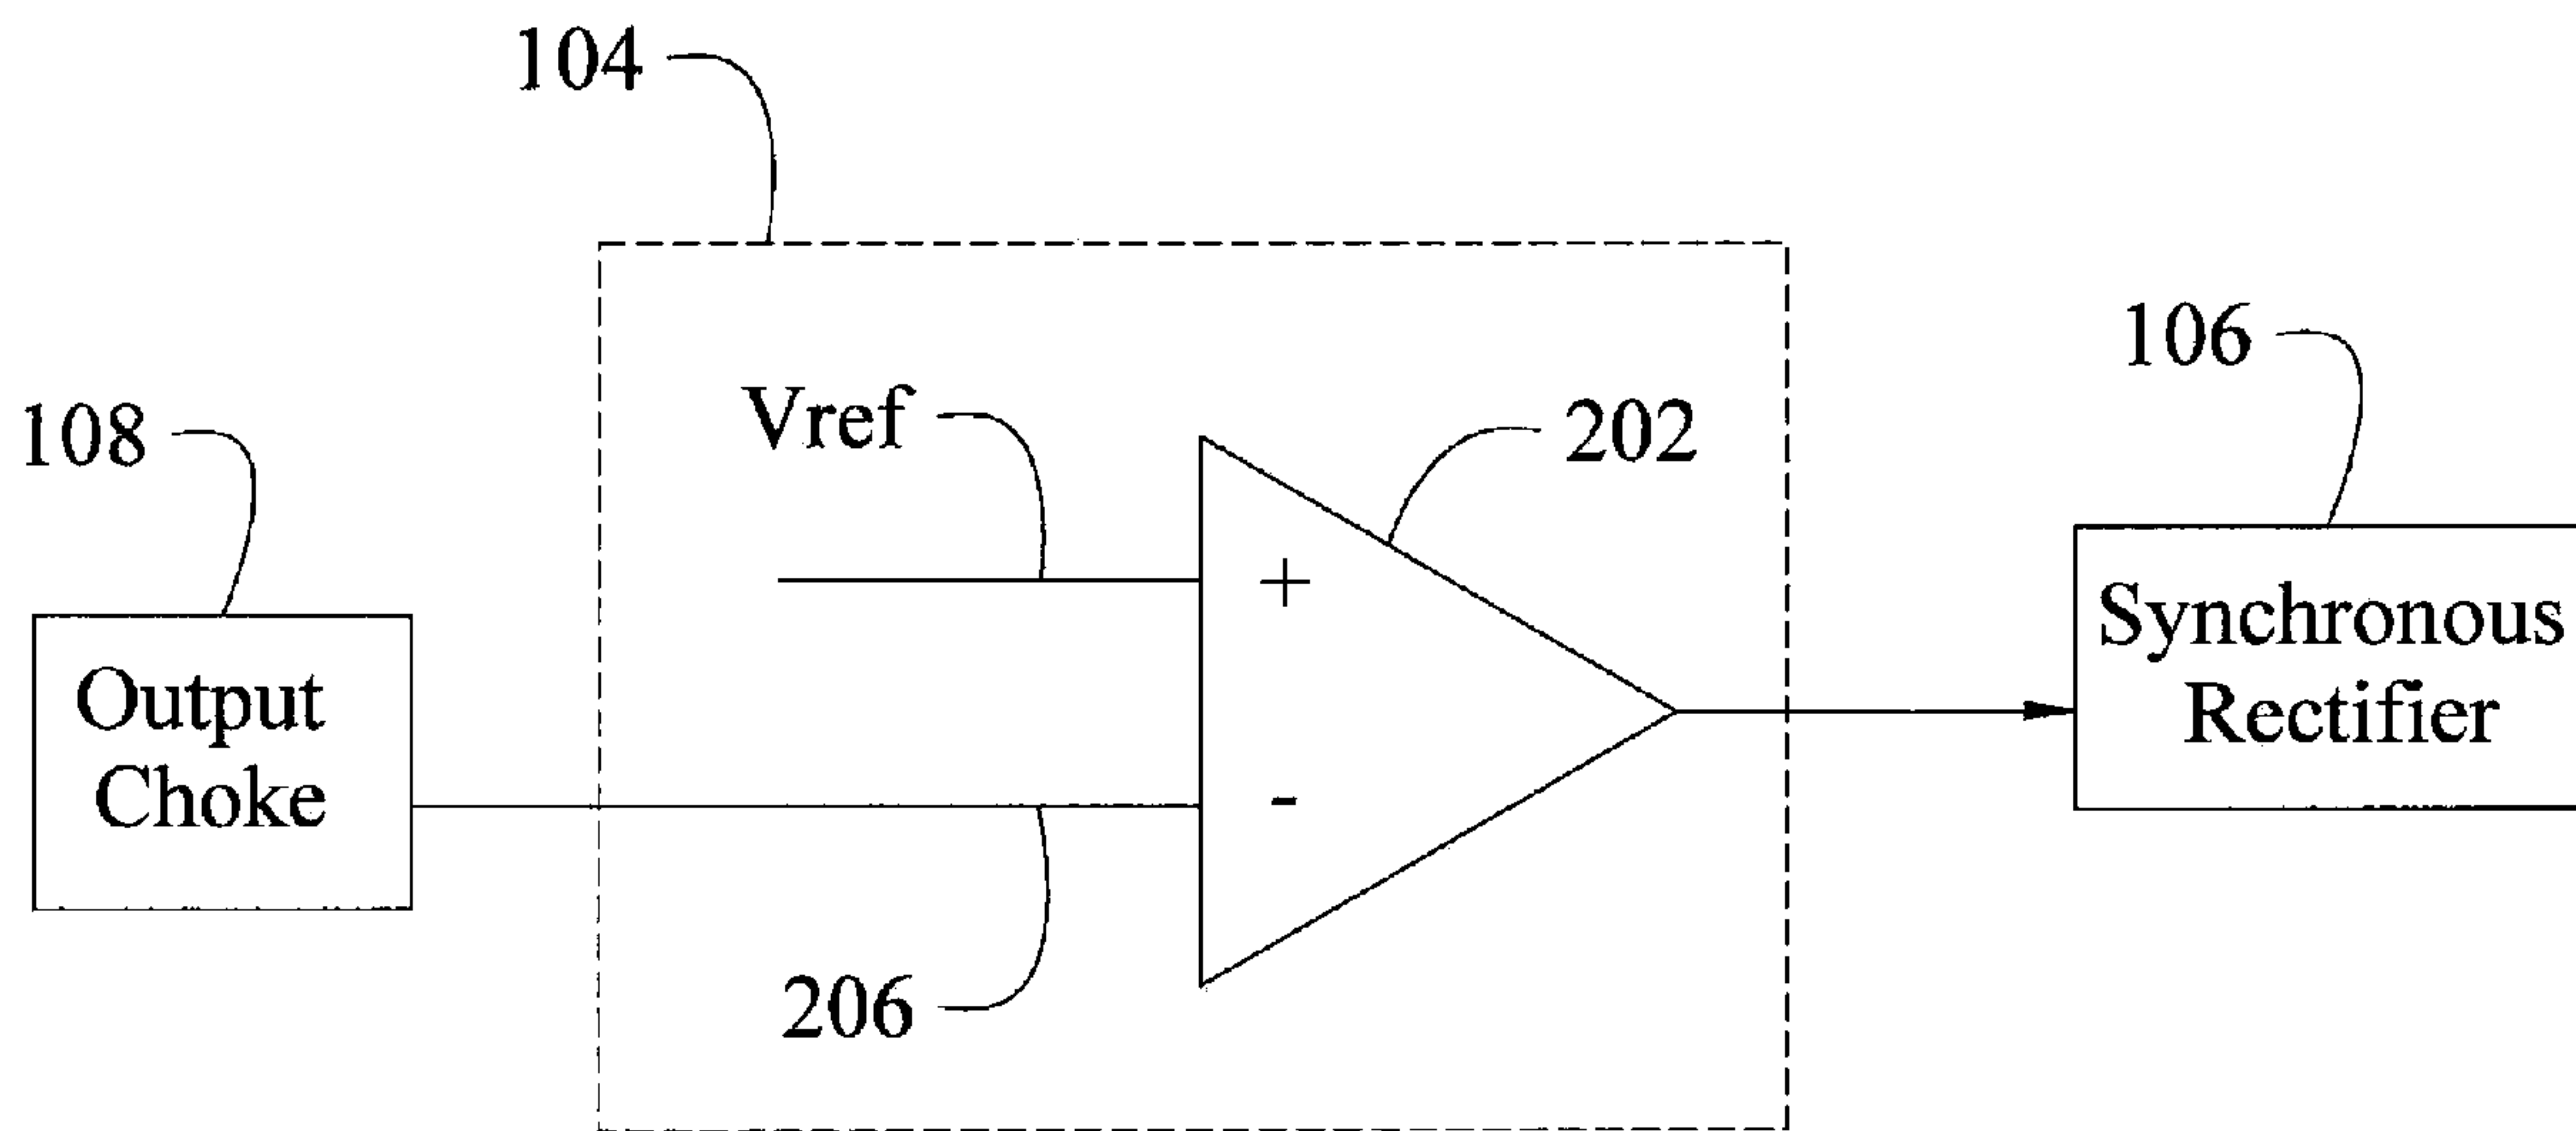 104
106
Vref
202
108
+
Synchronous
Rectifier
Output
Choke
-
206